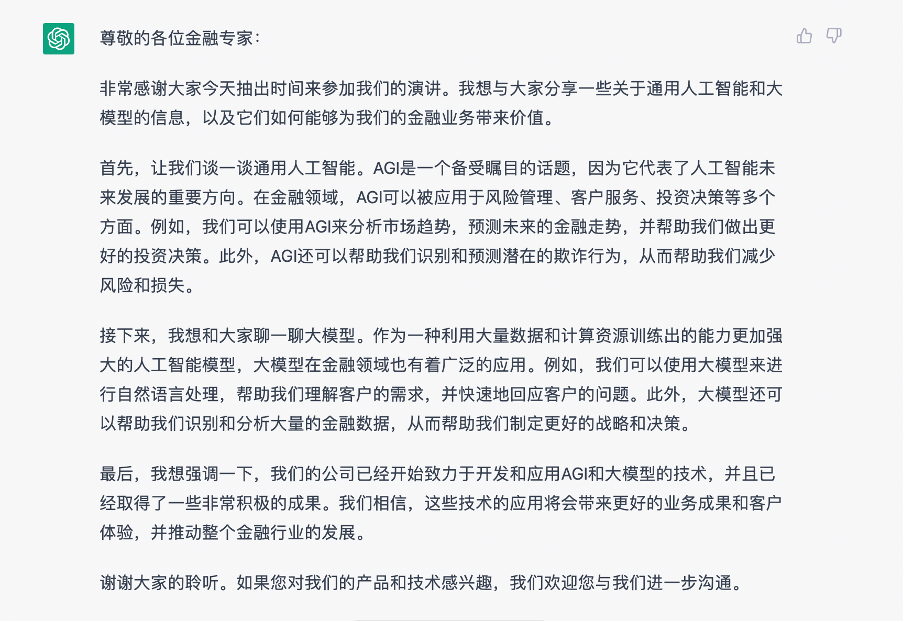 尊敬的各位金融专家：
非常感谢大家今天抽出时间来参加我们的演讲。我想与大家分享一些关于通用人工智能和大
模型的信息，以及它们如何能够为我们的金融业务带来价值。
首先，让我们谈一谈通用人工智能。AGI是一个备受瞩目的话题，因为它代表了人工智能未
来发展的重要方向。在金融领域，AGI可以被应用于风险管理、客户服务、投资决策等多个
方面。例如，我们可以使用AGI来分析市场趋势，预测未来的金融走势，并帮助我们做出更
好的投资决策。此外，AGI还可以帮助我们识别和预测潜在的欺诈行为，从而帮助我们减少
风险和损失。
接下来，我想和大家聊一聊大模型。作为一种利用大量数据和计算资源训练出的能力更加强
大的人工智能模型，大模型在金融领域也有着广泛的应用。例如，我们可以使用大模型来进
行自然语言处理，帮助我们理解客户的需求，并快速地回应客户的问题。此外，大模型还可
以帮助我们识别和分析大量的金融数据，从而帮助我们制定更好的战略和决策。
最后，我想强调一下，我们的公司已经开始致力于开发和应用AGI和大模型的技术，并且已
经取得了一些非常积极的成果。我们相信，这些技术的应用将会带来更好的业务成果和客户
体验，并推动整个金融行业的发展。
谢谢大家的聆听。如果您对我们的产品和技术感兴趣，我们欢迎您与我们进一步沟通。